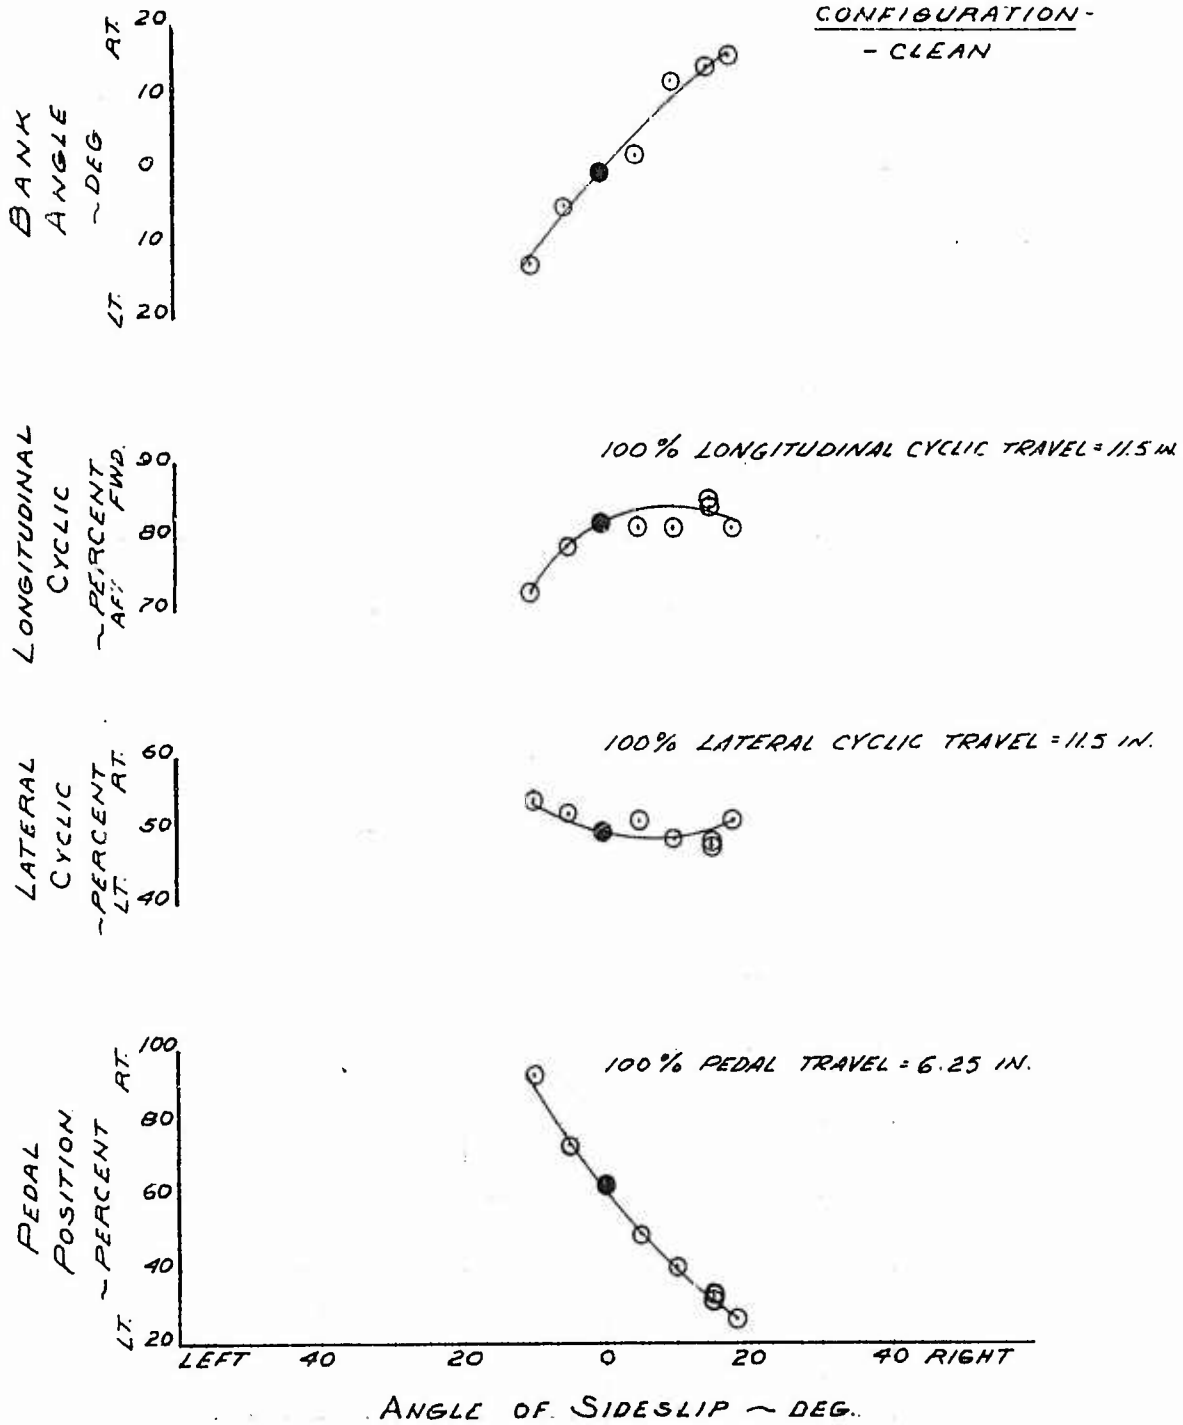 CONFIGURATION-
- CLEAN
BANK
ANGLE
~DEG
LT. RT.
20
10
0
10
20
100% LONGITUDINAL CYCLIC TRAVEL = 11.5 IN.
LONGITUDINAL
CYCLIC
~PERCENT
AFT FWD.
90
80
70
100% LATERAL CYCLIC TRAVEL = 11.5 IN.
LATERAL
CYCLIC
~PERCENT
LT. RT.
60
50
40
100% PEDAL TRAVEL = 6.25 IN.
PEDAL
POSITION
~PERCENT
LT. RT.
100
80
60
40
20
LEFT 40 20 0 20 40 RIGHT
ANGLE OF SIDESLIP ~ DEG.